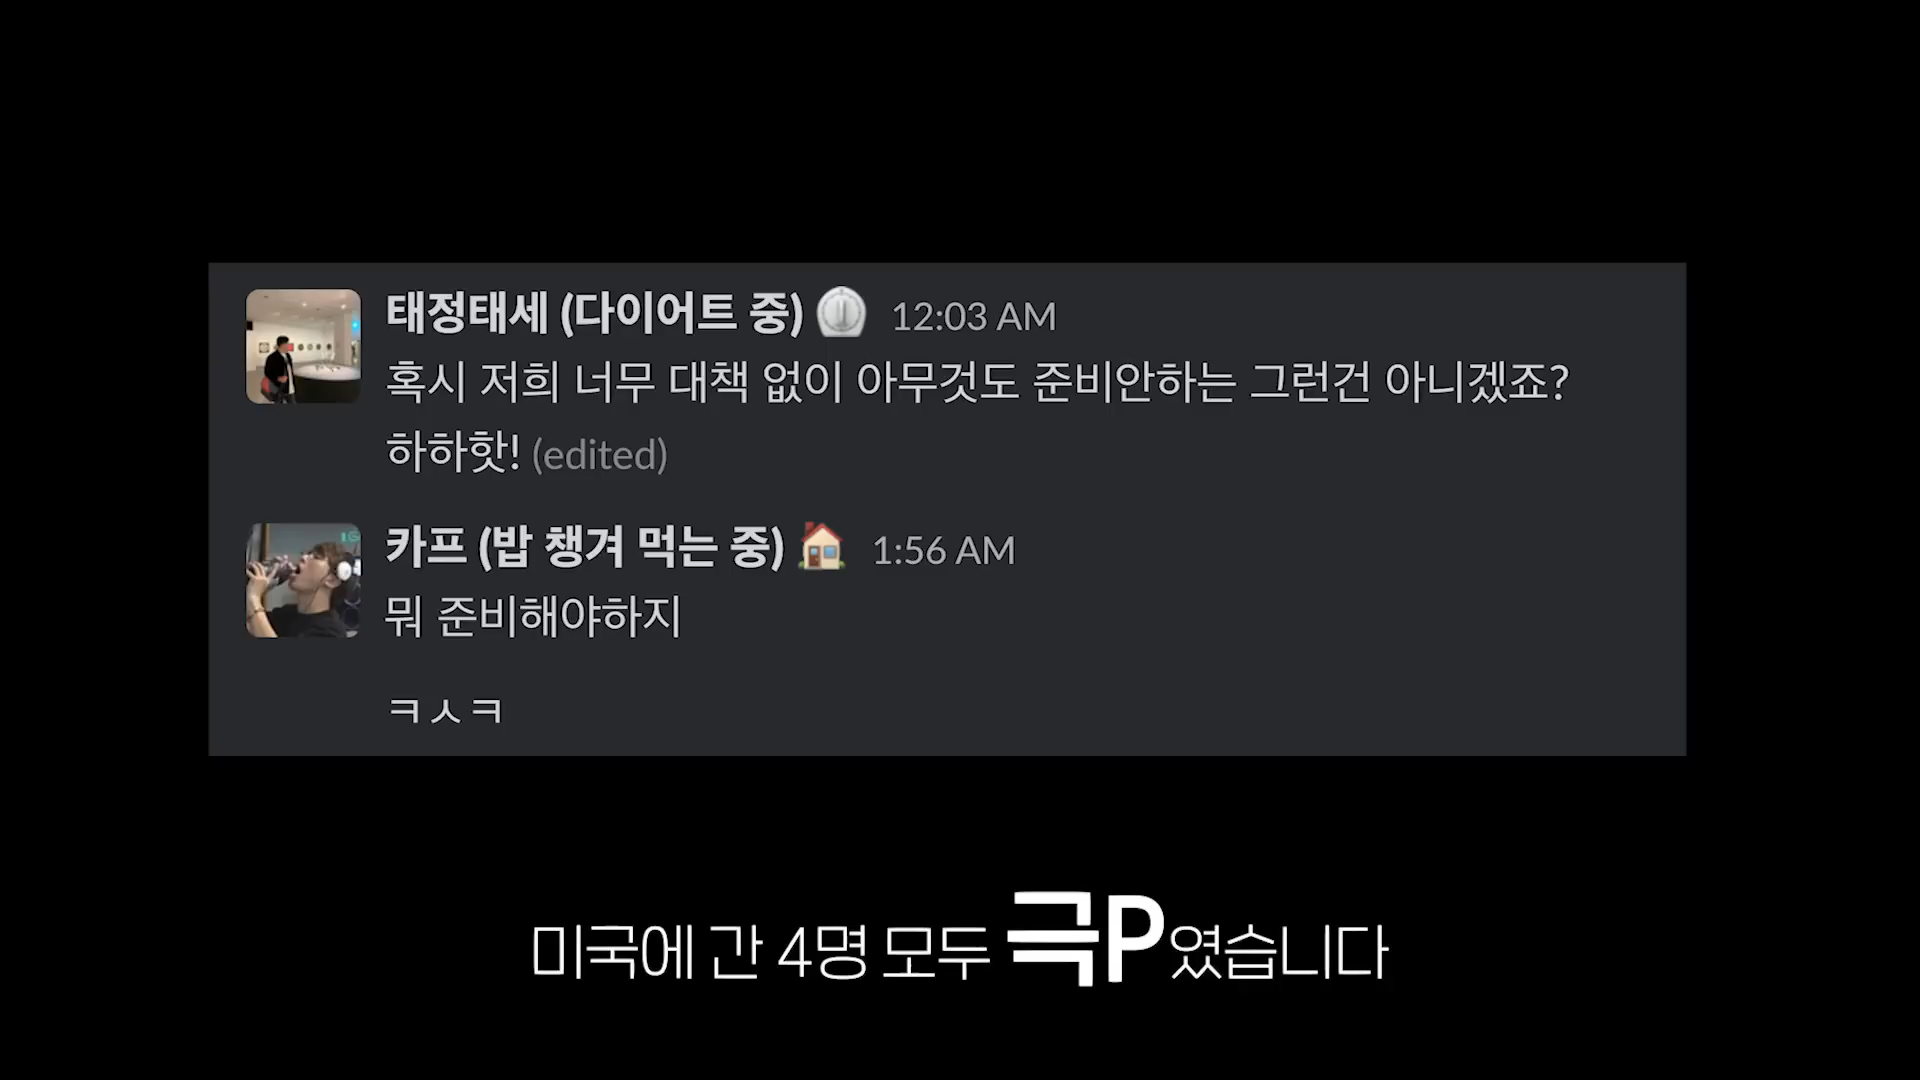 태정태세 (다이어트 중) 12:03 AM
혹시 저희 너무 대책 없이 아무것도 준비안하는 그런건 아니겠죠?
하하핫! (edited)
카프 (밥 챙겨 먹는 중) 1:56 AM
뭐 준비해야하지
ㅋㅅㅋ
미국에 간 4명 모두 극P였습니다